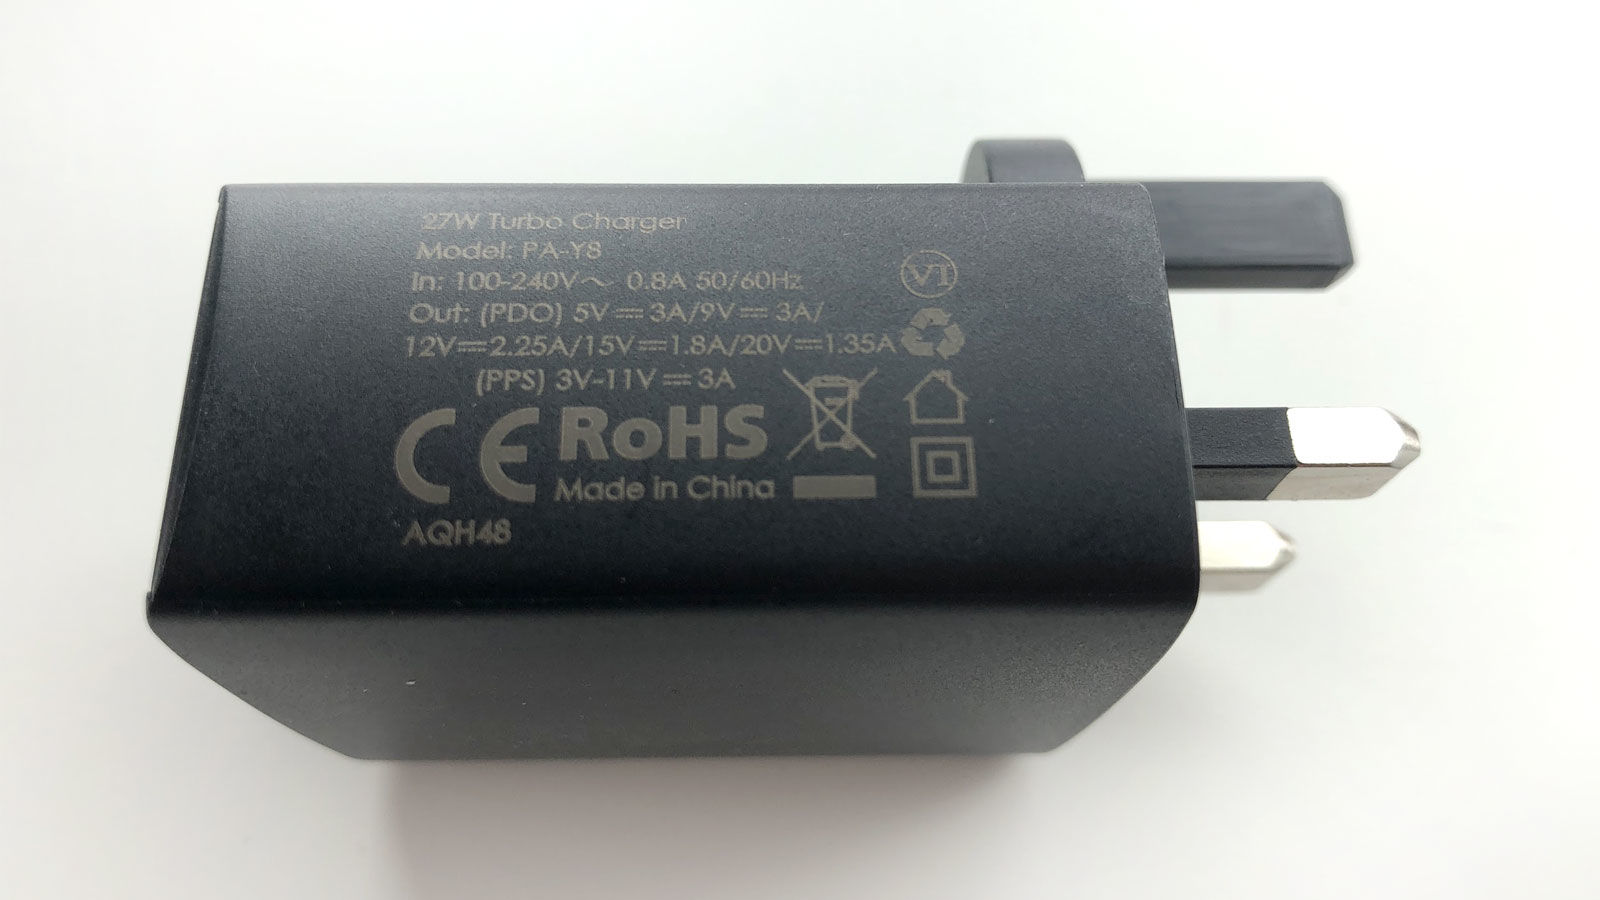 27W Turbo Charger
Model: PA-Y8
In: 100-240V～ 0.8A 50/60Hz
Out: (PDO) 5V⎓3A/9V⎓3A/
12V⎓2.25A/15V⎓1.8A/20V⎓1.35A
(PPS) 3V-11V⎓3A
VI
CE RoHS
Made in China
AQH48